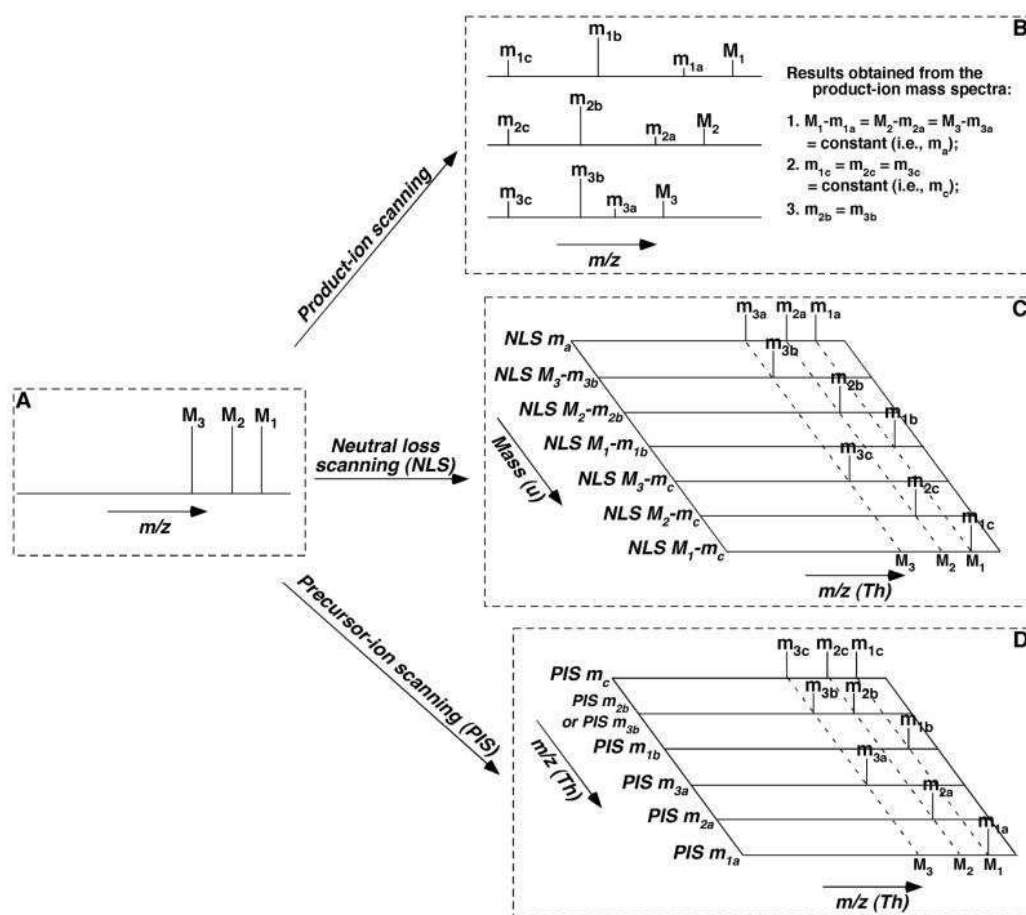 A
M₃ M₂ M₁
m/z
Product-ion scanning
Neutral loss
scanning (NLS)
Precursor-ion scanning (PIS)
B
m₁c m₁b m₁a M₁
m₂c m₂b m₂a M₂
m₃c m₃b m₃a M₃
m/z
Results obtained from the
product-ion mass spectra:
1. M₁-m₁a = M₂-m₂a = M₃-m₃a
= constant (i.e., mₐ);
2. m₁c = m₂c = m₃c
= constant (i.e., mc);
3. m₂b = m₃b
C
m₃a m₂a m₁a
NLS mₐ
m₃b
NLS M₃-m₃b
m₂b
NLS M₂-m₂b
m₁b
NLS M₁-m₁b
m₃c
NLS M₃-mc
m₂c
NLS M₂-mc
m₁c
NLS M₁-mc
M₃ M₂ M₁
Mass (u)
m/z (Th)
D
m₃c m₂c m₁c
PIS mc
m₃b m₂b
PIS m₂b
or PIS m₃b
m₁b
PIS m₁b
m₃a
PIS m₃a
m₂a
PIS m₂a
m₁a
PIS m₁a
M₃ M₂ M₁
m/z (Th)
m/z (Th)